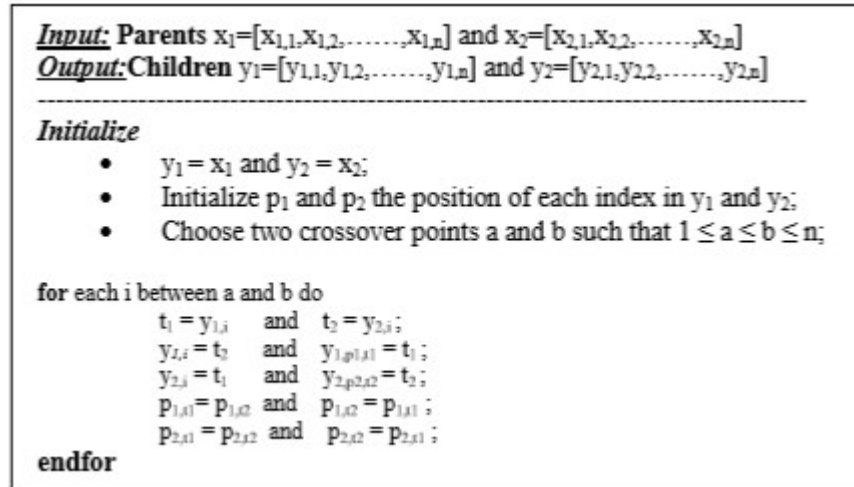 Input: Parents x₁=[x₁,₁,x₁,₂,……,x₁,ₙ] and x₂=[x₂,₁,x₂,₂,……,x₂,ₙ]
Output:Children y₁=[y₁,₁,y₁,₂,……,y₁,ₙ] and y₂=[y₂,₁,y₂,₂,……,y₂,ₙ]
Initialize
• y₁ = x₁ and y₂ = x₂;
• Initialize p₁ and p₂ the position of each index in y₁ and y₂;
• Choose two crossover points a and b such that 1 ≤ a ≤ b ≤ n;
for each i between a and b do
t₁ = y₁,ᵢ and t₂ = y₂,ᵢ ;
y₁,ᵢ = t₂ and y₁,p1,t1 = t₁ ;
y₂,ᵢ = t₁ and y₂,p2,t2 = t₂ ;
p₁,t1 = p₁,t2 and p₁,t2 = p₁,t1 ;
p₂,t1 = p₂,t2 and p₂,t2 = p₂,t1 ;
endfor